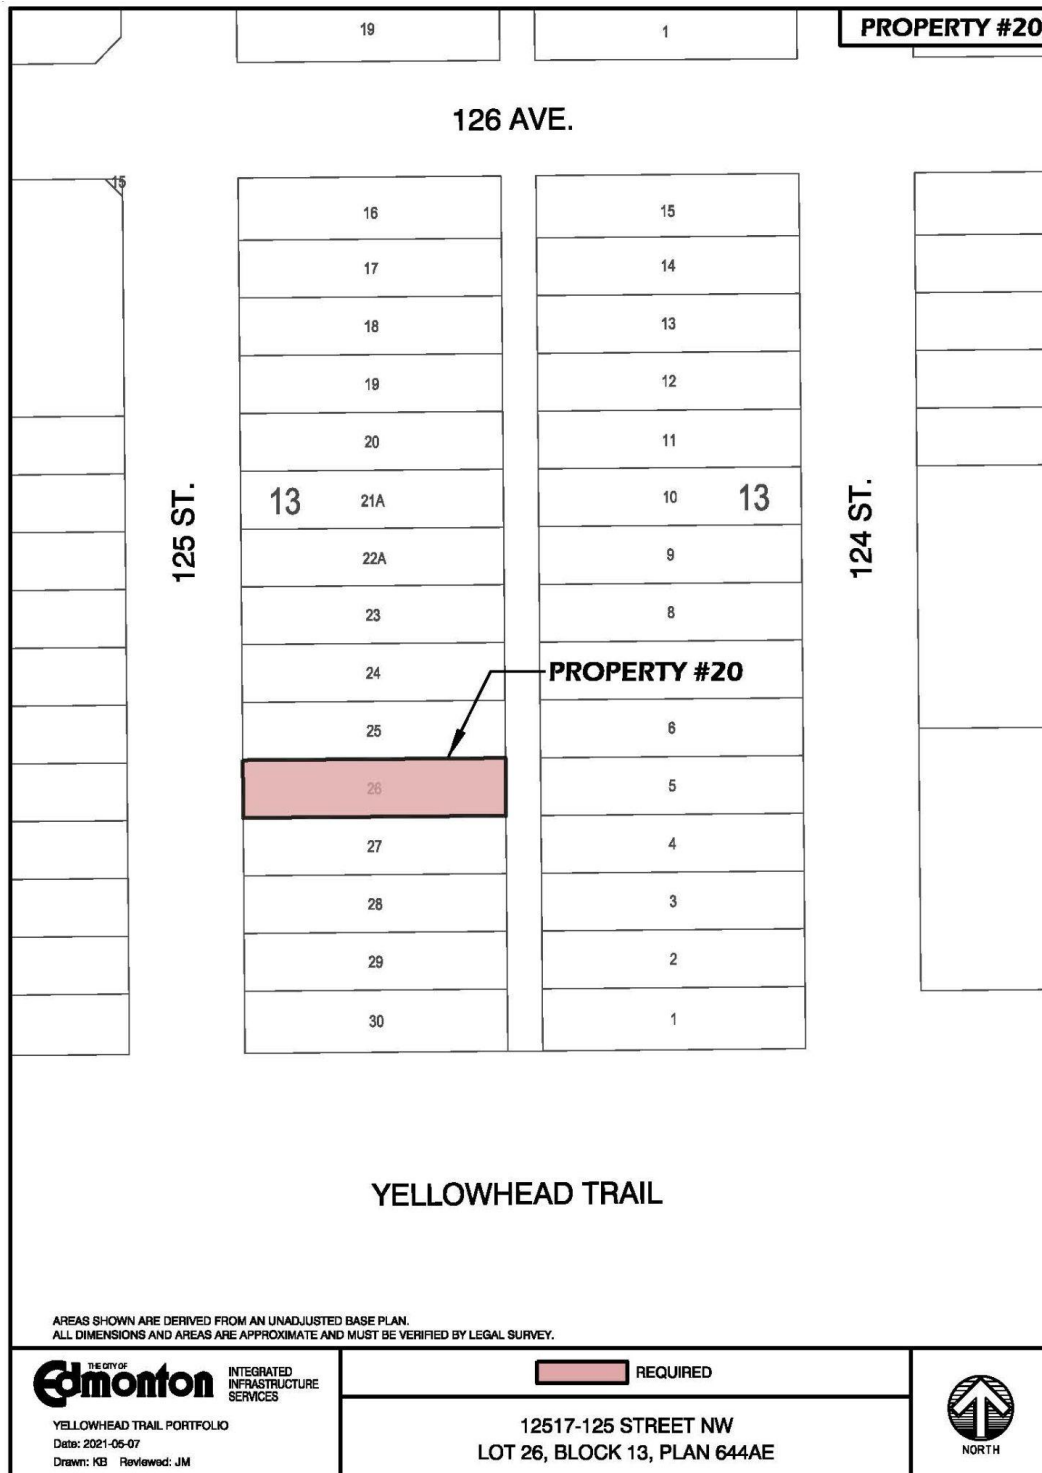 PROPERTY #20
19
1
126 AVE.
15
16
15
17
14
18
13
19
12
20
11
125 ST.
13
21A
10
13
124 ST.
22A
9
23
8
24
PROPERTY #20
25
6
26
5
27
4
28
3
29
2
30
1
YELLOWHEAD TRAIL
AREAS SHOWN ARE DERIVED FROM AN UNADJUSTED BASE PLAN.
ALL DIMENSIONS AND AREAS ARE APPROXIMATE AND MUST BE VERIFIED BY LEGAL SURVEY.
THE CITY OF
Edmonton
INTEGRATED
INFRASTRUCTURE
SERVICES
YELLOWHEAD TRAIL PORTFOLIO
Date: 2021-05-07
Drawn: KB Reviewed: JM
REQUIRED
12517-125 STREET NW
LOT 26, BLOCK 13, PLAN 644AE
NORTH